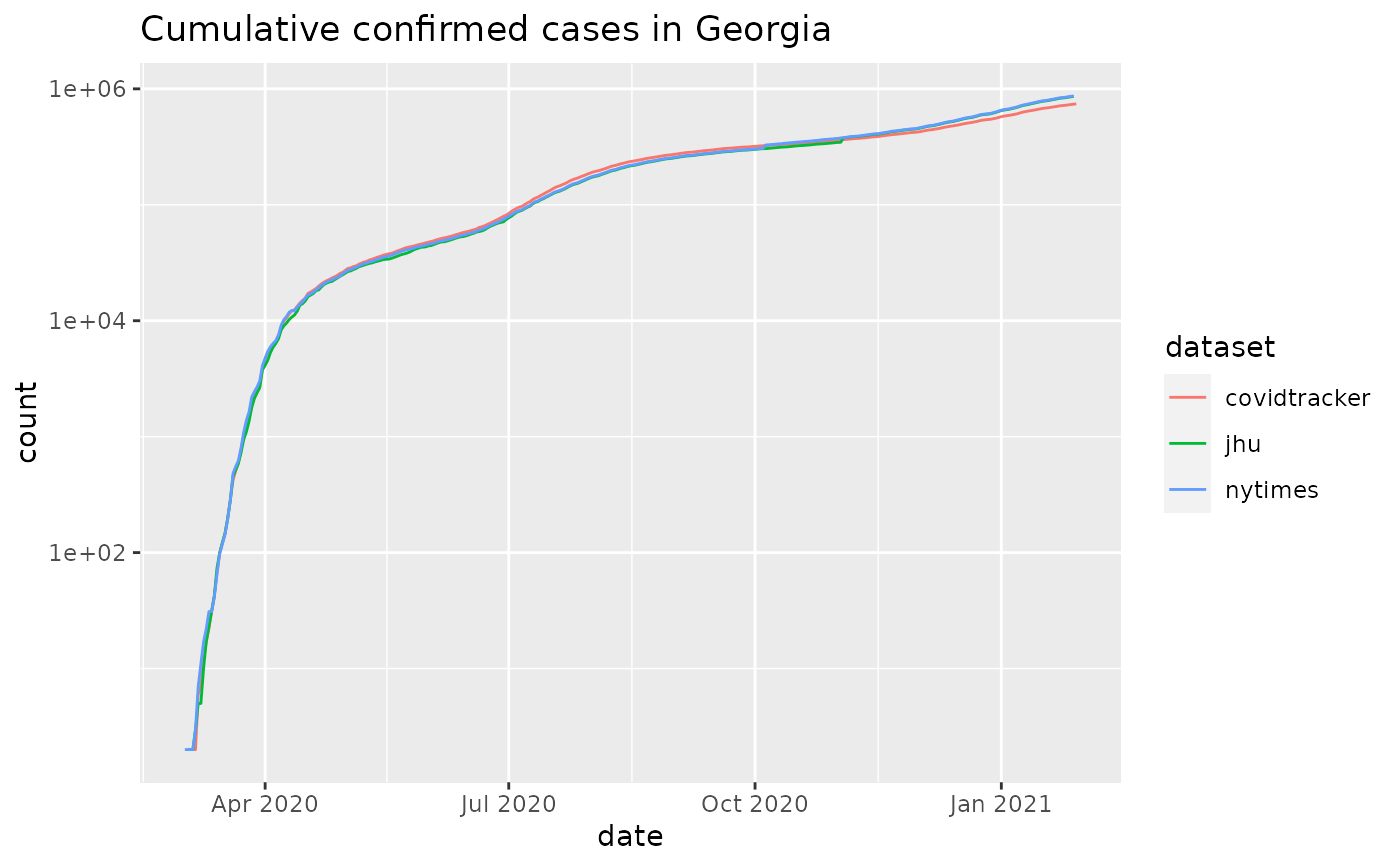 Cumulative confirmed cases in Georgia
1e+06
1e+04
1e+02
count
Apr 2020
Jul 2020
Oct 2020
Jan 2021
date
dataset
covidtracker
jhu
nytimes